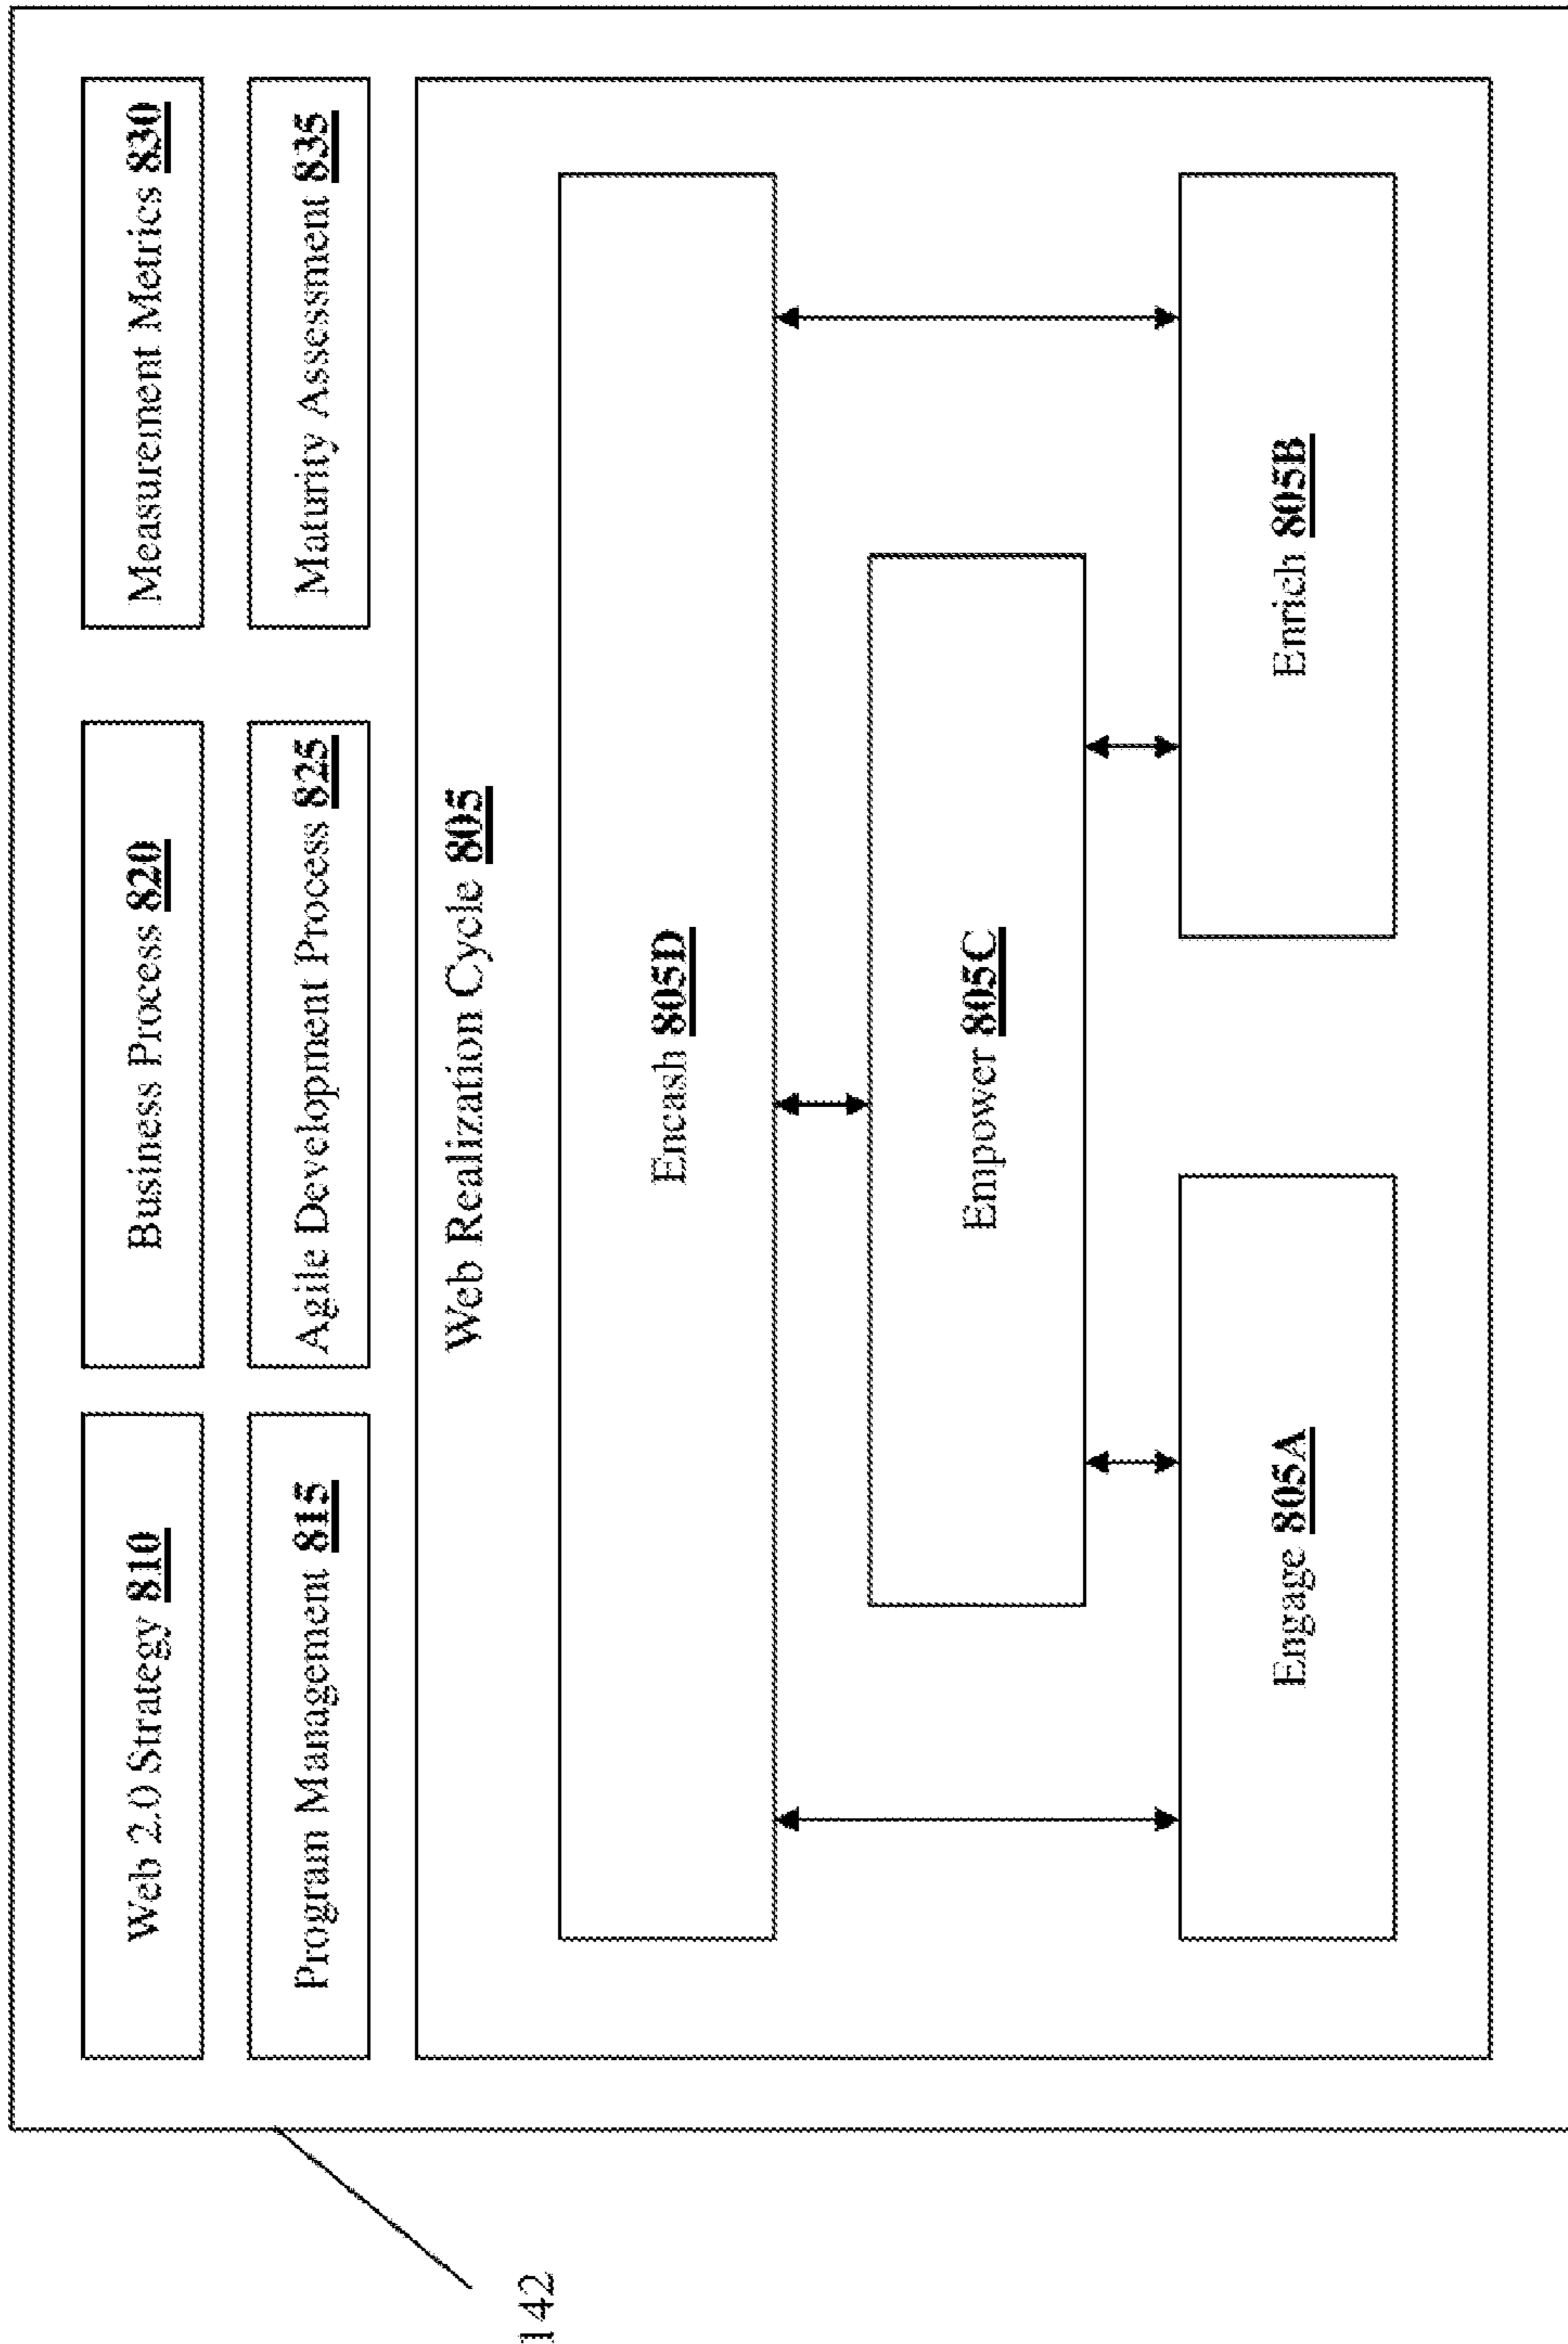 Web 2.0 Strategy 810
Business Process 820
Measurement Metrics 830
Program Management 815
Agile Development Process 825
Maturity Assessment 835
Web Realization Cycle 805
Encash 805D
Empower 805C
Engage 805A
Enrich 805B
142